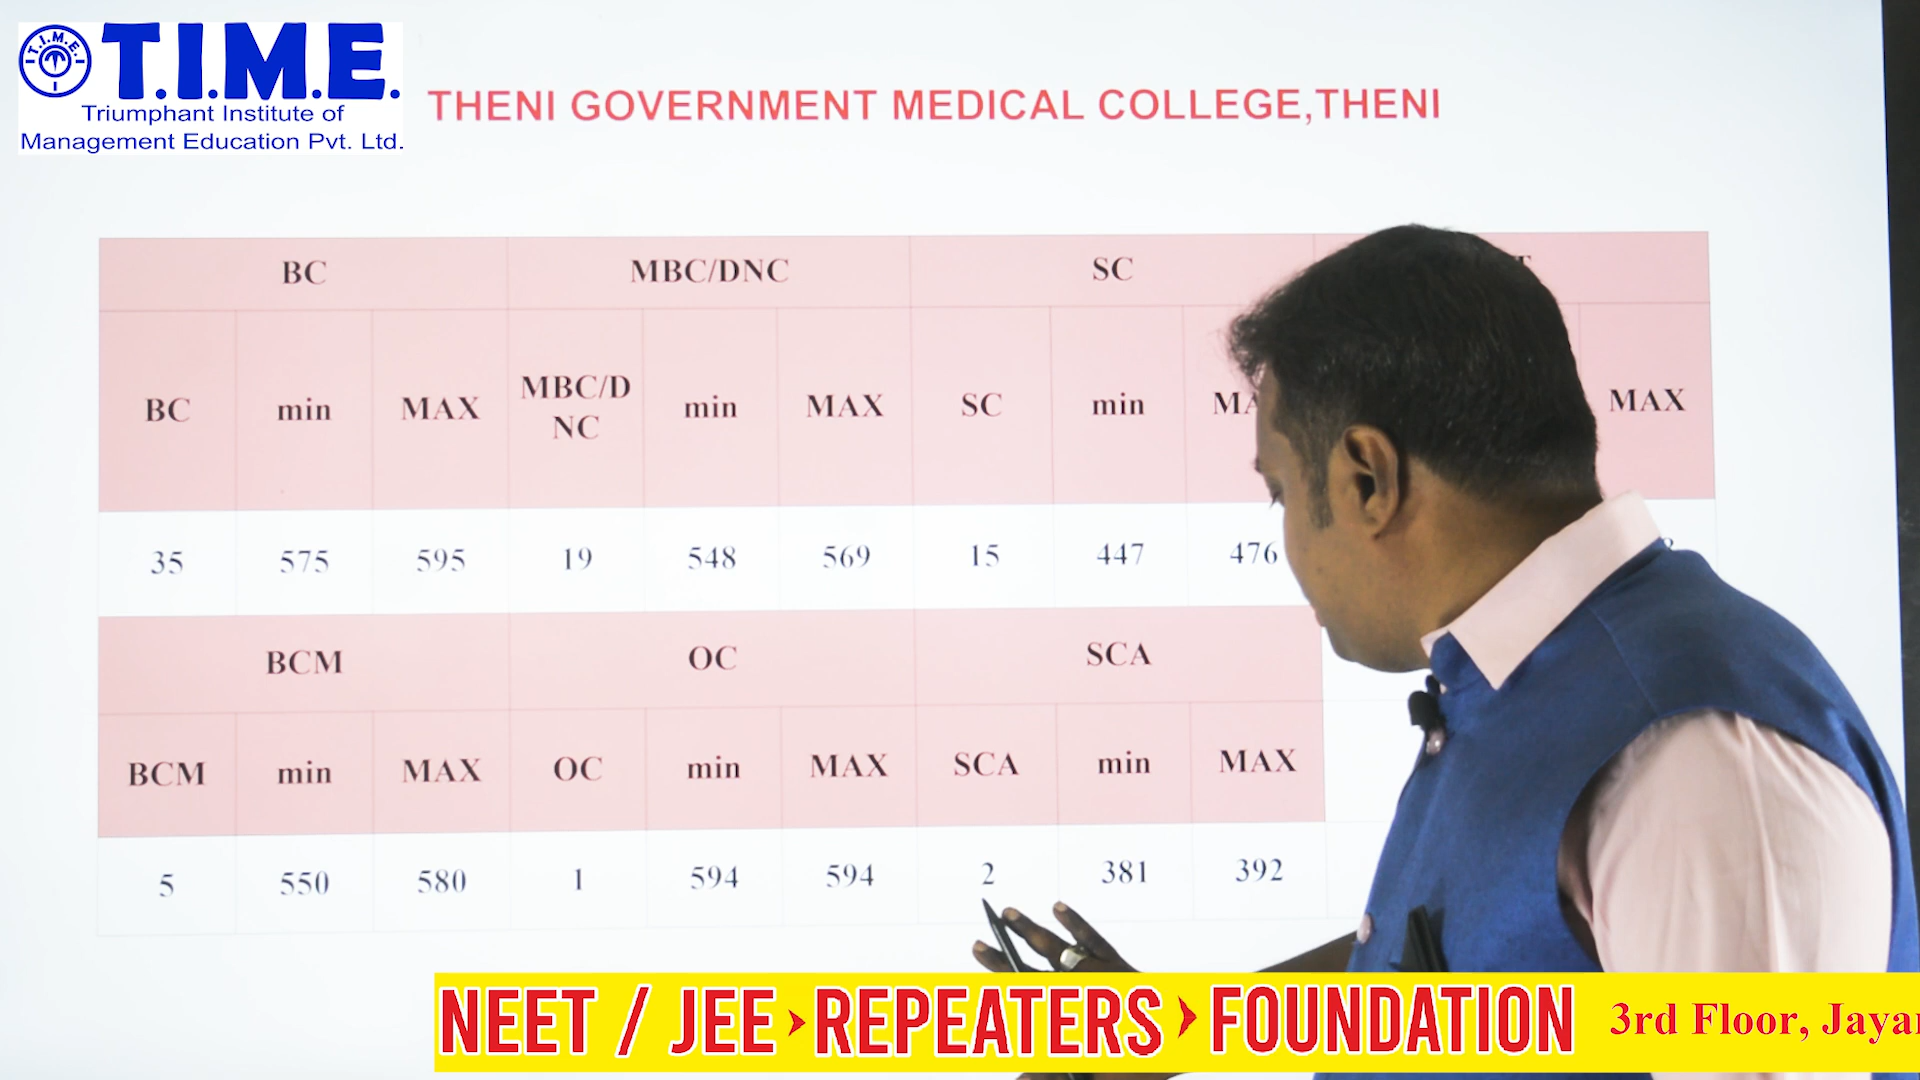 T.I.M.E.
T.I.M.E.
Triumphant Institute of
Management Education Pvt. Ltd.
THENI GOVERNMENT MEDICAL COLLEGE,THENI
BC MBC/DNC SC
BC min MAX MBC/D
NC min MAX SC min MAX
35 575 595 19 548 569 15 447 476
BCM OC SCA
BCM min MAX OC min MAX SCA min MAX
5 550 580 1 594 594 2 381 392
NEET / JEE > REPEATERS > FOUNDATION 3rd Floor,